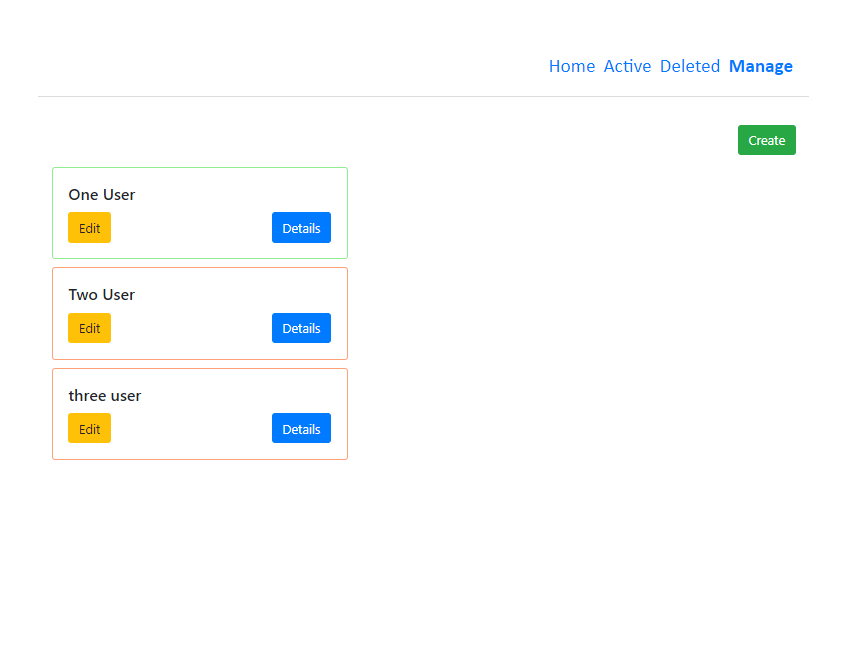 Home Active Deleted Manage
Create
One User
Edit Details
Two User
Edit Details
three user
Edit Details